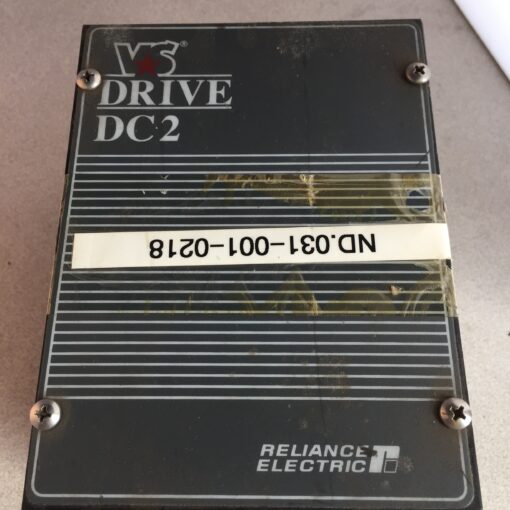 VS®
DRIVE
DC2
ND.031-001-0218
RELIANCE
ELECTRIC